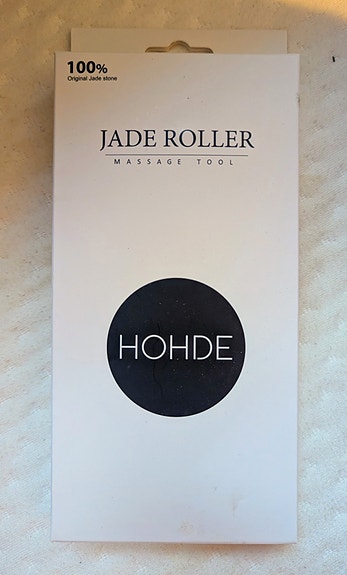 100%
Original Jade stone
JADE ROLLER
MASSAGE TOOL
HOHDE